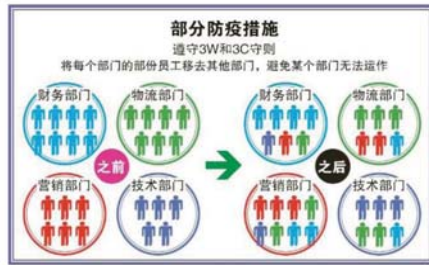 部分防疫措施
遵守3W和3C守则
将每个部门的部份员工移去其他部门，避免某个部门无法运作
财务部门
物流部门
之前
营销部门
技术部门
财务部门
物流部门
之后
营销部门
技术部门